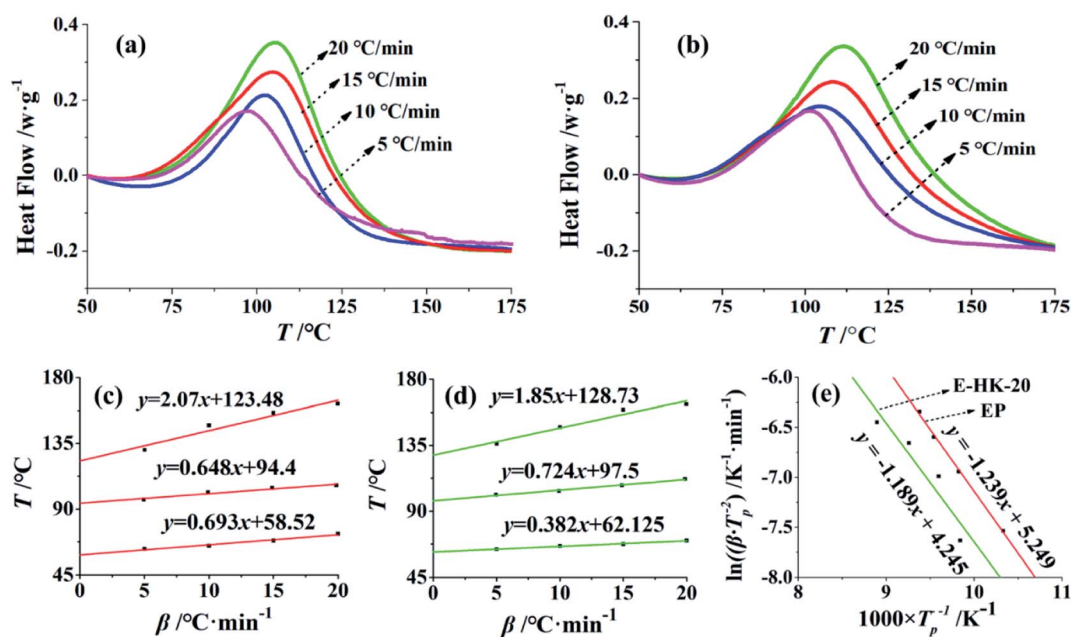 (a)
20 °C/min
15 °C/min
10 °C/min
5 °C/min
0.4
0.2
0.0
-0.2
Heat Flow /w·g⁻¹
50 75 100 125 150 175
T /°C
(b)
20 °C/min
15 °C/min
10 °C/min
5 °C/min
0.4
0.2
0.0
-0.2
Heat Flow /w·g⁻¹
50 75 100 125 150 175
T /°C
(c)
y=2.07x+123.48
y=0.648x+94.4
y=0.693x+58.52
180
135
90
45
T /°C
0 5 10 15 20
β /°C·min⁻¹
(d)
y=1.85x+128.73
y=0.724x+97.5
y=0.382x+62.125
180
135
90
45
T /°C
0 5 10 15 20
β /°C·min⁻¹
(e)
E-HK-20
EP
y = -1.189x + 4.245
y = -1.239x + 5.249
-6.0
-6.5
-7.0
-7.5
-8.0
ln((β·Tp⁻²) /K⁻¹·min⁻¹)
8 9 10 11
1000×Tp⁻¹ /K⁻¹